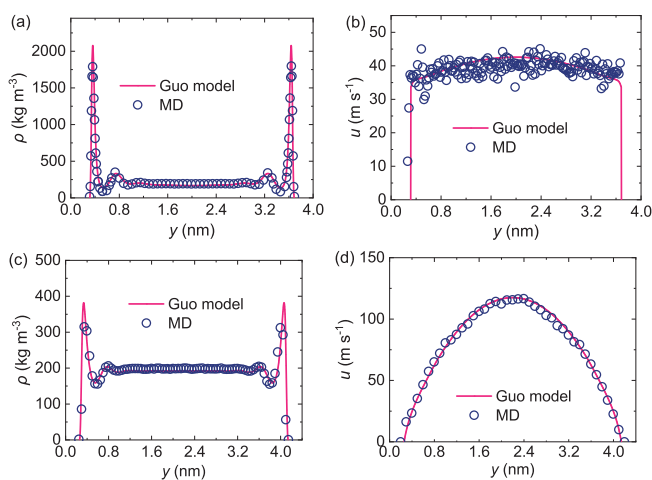 (a)
2000
1500
1000
500
0
ρ (kg m⁻³)
Guo model
MD
0.0 0.8 1.6 2.4 3.2 4.0
y (nm)
(b)
50
40
30
20
10
0
u (m s⁻¹)
Guo model
MD
0.0 0.8 1.6 2.4 3.2 4.0
y (nm)
(c)
500
400
300
200
100
0
ρ (kg m⁻³)
Guo model
MD
0.0 0.8 1.6 2.4 3.2 4.0
y (nm)
(d)
150
100
50
0
u (m s⁻¹)
Guo model
MD
0.0 0.8 1.6 2.4 3.2 4.0
y (nm)